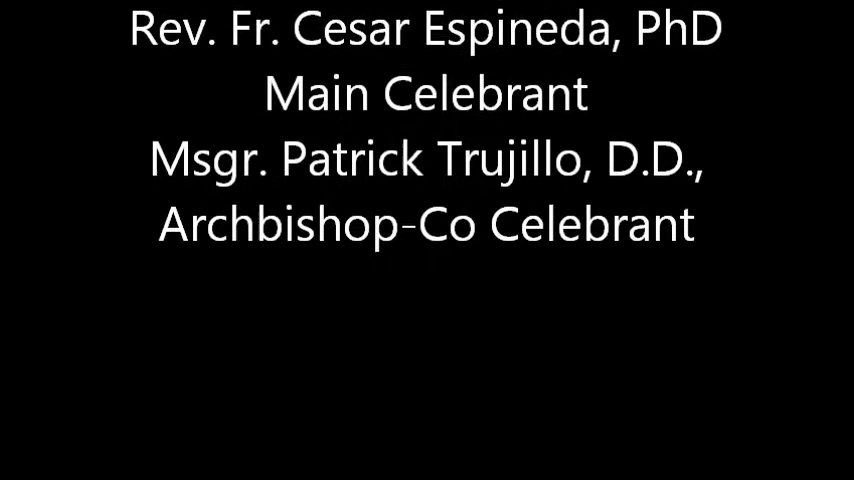 Rev. Fr. Cesar Espineda, PhD
Main Celebrant
Msgr. Patrick Trujillo, D.D.,
Archbishop-Co Celebrant